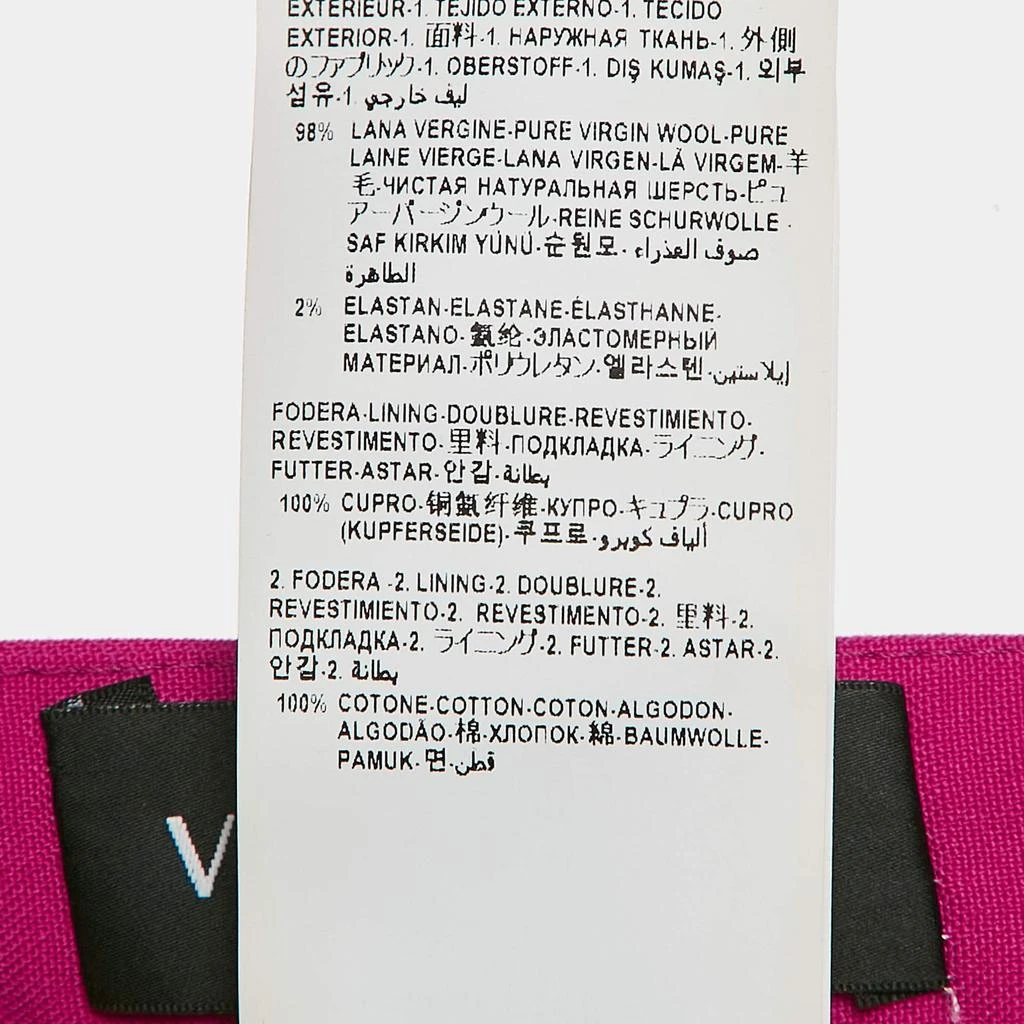 EXTERIEUR-1. TEJIDO EXTERNO-1. TECIDO
EXTERIOR-1. 面料-1. НАРУЖНАЯ ТКАНЬ-1. 外側
のファブリック-1. OBERSTOFF-1. DIŞ KUMAŞ-1. 외부
섬유-1. ليف خارجي
98% LANA VERGINE-PURE VIRGIN WOOL-PURE
LAINE VIERGE-LANA VIRGEN-LÃ VIRGEM-羊
毛-ЧИСТАЯ НАТУРАЛЬНАЯ ШЕРСТЬ-ピュ
アーバージンウール-REINE SCHURWOLLE-
SAF KIRKIM YÜNÜ-순원모-صوف العذراء
الطاهرة
2% ELASTAN-ELASTANE-ÉLASTHANNE-
ELASTANO-氨纶-ЭЛАСТОМЕРНЫЙ
МАТЕРИАЛ-ポリウレタン-엘라스텐-إيلاستين
FODERA-LINING-DOUBLURE-REVESTIMIENTO-
REVESTIMENTO-里料-ПОДКЛАДКА-ライニング-
FUTTER-ASTAR-안감-بطانة
100% CUPRO-铜氨纤维-КУПРО-キュプラ-CUPRO
(KUPFERSEIDE)-쿠프로-ألياف كوبرو
2. FODERA -2. LINING-2. DOUBLURE-2.
REVESTIMIENTO-2. REVESTIMENTO-2. 里料-2.
ПОДКЛАДКА-2. ライニング-2. FUTTER-2. ASTAR-2.
안감-2. بطانة
100% COTONE-COTTON-COTON-ALGODON-
ALGODÃO-棉-ХЛОПОК-綿-BAUMWOLLE-
PAMUK-면-قطن
V